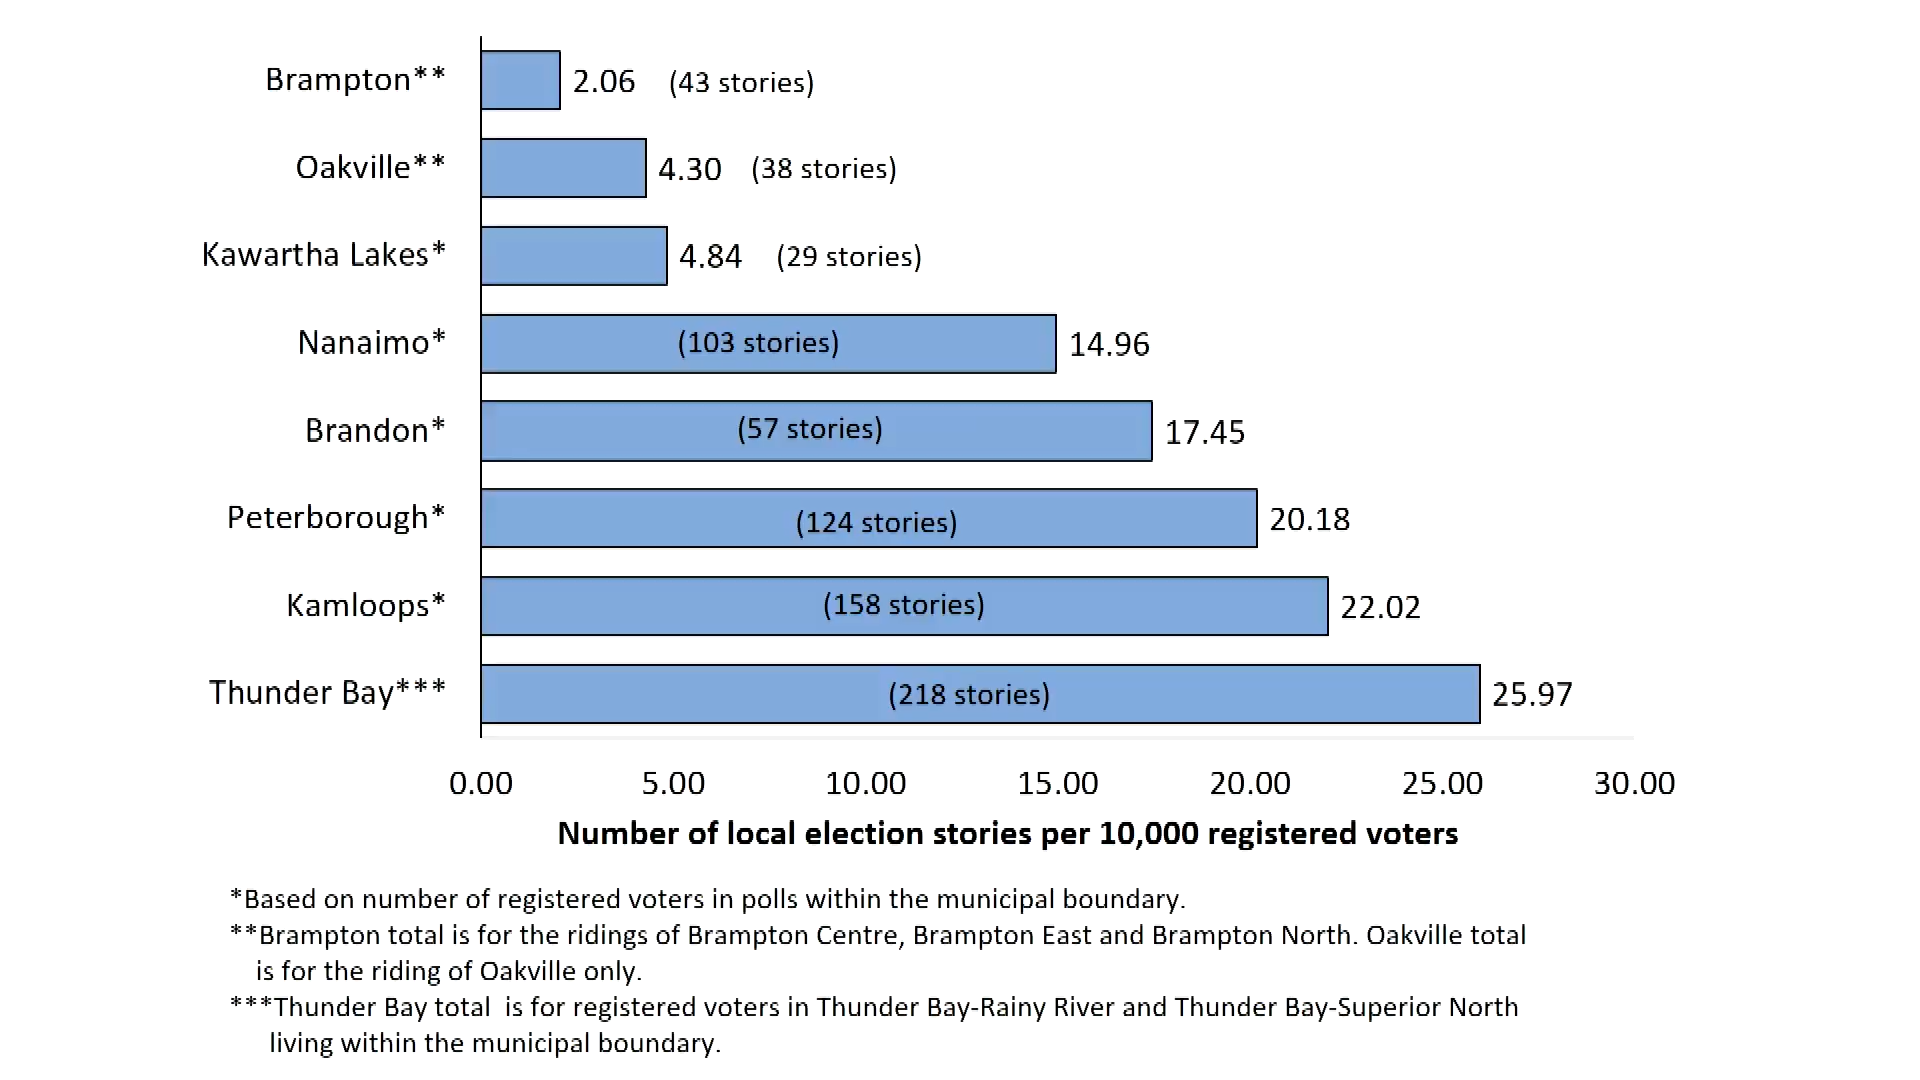 Brampton** 2.06 (43 stories)
Oakville** 4.30 (38 stories)
Kawartha Lakes* 4.84 (29 stories)
Nanaimo* (103 stories) 14.96
Brandon* (57 stories) 17.45
Peterborough* (124 stories) 20.18
Kamloops* (158 stories) 22.02
Thunder Bay*** (218 stories) 25.97
0.00 5.00 10.00 15.00 20.00 25.00 30.00
Number of local election stories per 10,000 registered voters
*Based on number of registered voters in polls within the municipal boundary.
**Brampton total is for the ridings of Brampton Centre, Brampton East and Brampton North. Oakville total
is for the riding of Oakville only.
***Thunder Bay total is for registered voters in Thunder Bay-Rainy River and Thunder Bay-Superior North
living within the municipal boundary.